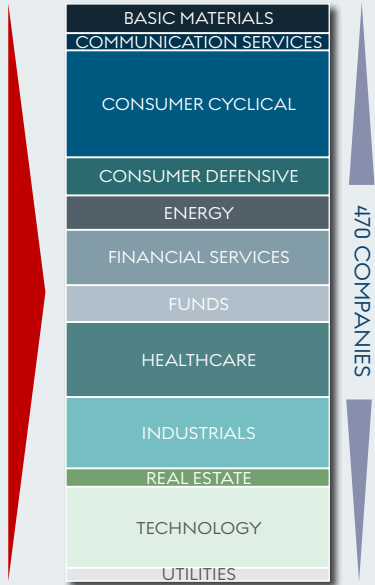 BASIC MATERIALS
COMMUNICATION SERVICES
CONSUMER CYCLICAL
CONSUMER DEFENSIVE
ENERGY
FINANCIAL SERVICES
FUNDS
HEALTHCARE
INDUSTRIALS
REAL ESTATE
TECHNOLOGY
UTILITIES
470 COMPANIES